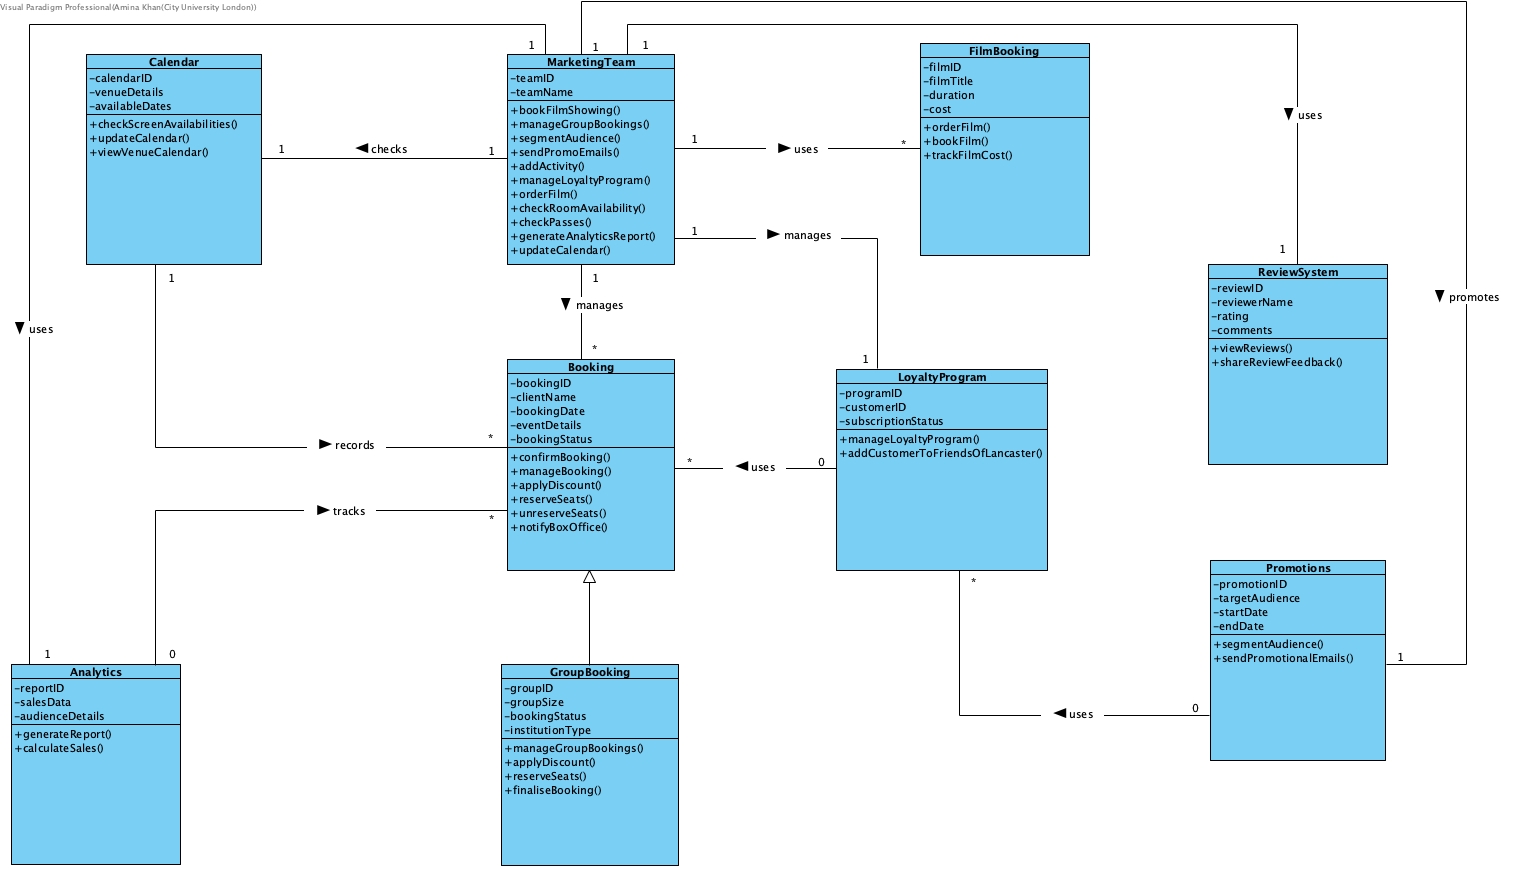 Visual Paradigm Professional(Amina Khan(City University London))
1
1
1
Calendar
-calendarID
-venueDetails
-availableDates
+checkScreenAvailabilities()
+updateCalendar()
+viewVenueCalendar()
MarketingTeam
-teamID
-teamName
+bookFilmShowing()
+manageGroupBookings()
+segmentAudience()
+sendPromoEmails()
+addActivity()
+manageLoyaltyProgram()
+orderFilm()
+checkRoomAvailability()
+checkPasses()
+generateAnalyticsReport()
+updateCalendar()
FilmBooking
-filmID
-filmTitle
-duration
-cost
+orderFilm()
+bookFilm()
+trackFilmCost()
uses
1
checks
1
1
uses
*
1
manages
1
ReviewSystem
-reviewID
-reviewerName
-rating
-comments
+viewReviews()
+shareReviewFeedback()
promotes
1
1
manages
*
uses
Booking
-bookingID
-clientName
-bookingDate
-eventDetails
-bookingStatus
+confirmBooking()
+manageBooking()
+applyDiscount()
+reserveSeats()
+unreserveSeats()
+notifyBoxOffice()
1
LoyaltyProgram
-programID
-customerID
-subscriptionStatus
+manageLoyaltyProgram()
+addCustomerToFriendsOfLancaster()
records
*
*
uses
0
tracks
*
*
Promotions
-promotionID
-targetAudience
-startDate
-endDate
+segmentAudience()
+sendPromotionalEmails()
1
1
0
Analytics
-reportID
-salesData
-audienceDetails
+generateReport()
+calculateSales()
GroupBooking
-groupID
-groupSize
-bookingStatus
-institutionType
+manageGroupBookings()
+applyDiscount()
+reserveSeats()
+finaliseBooking()
uses
0